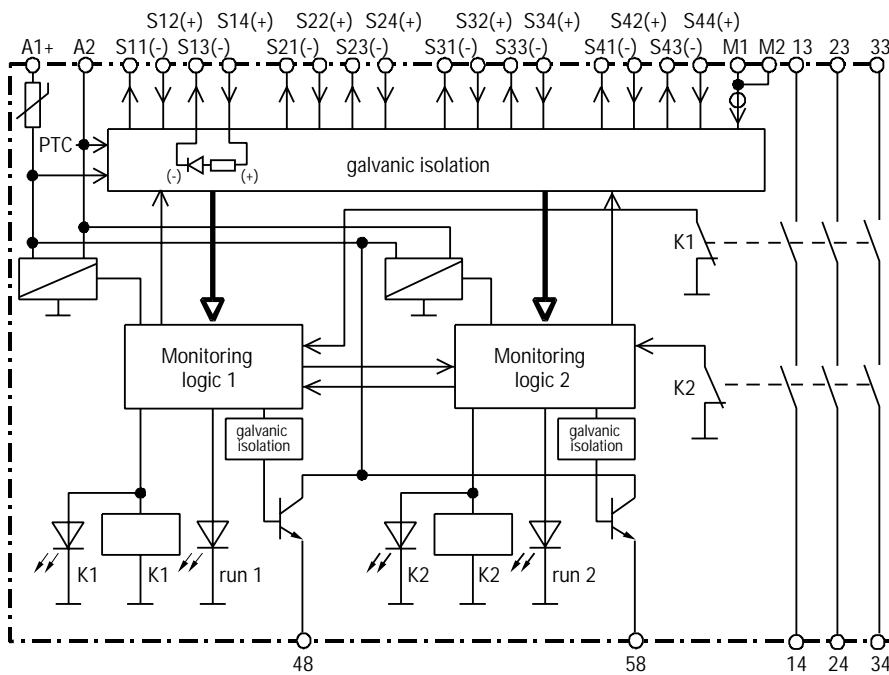 S12(+) S14(+) S22(+) S24(+) S32(+) S34(+) S42(+) S44(+)
A1+ A2 S11(-) S13(-) S21(-) S23(-) S31(-) S33(-) S41(-) S43(-) M1 M2 13 23 33
PTC
(-) (+)
galvanic isolation
K1
Monitoring
logic 1
Monitoring
logic 2
K2
galvanic
isolation
galvanic
isolation
K1 K1 run 1 K2 K2 run 2
48 58 14 24 34